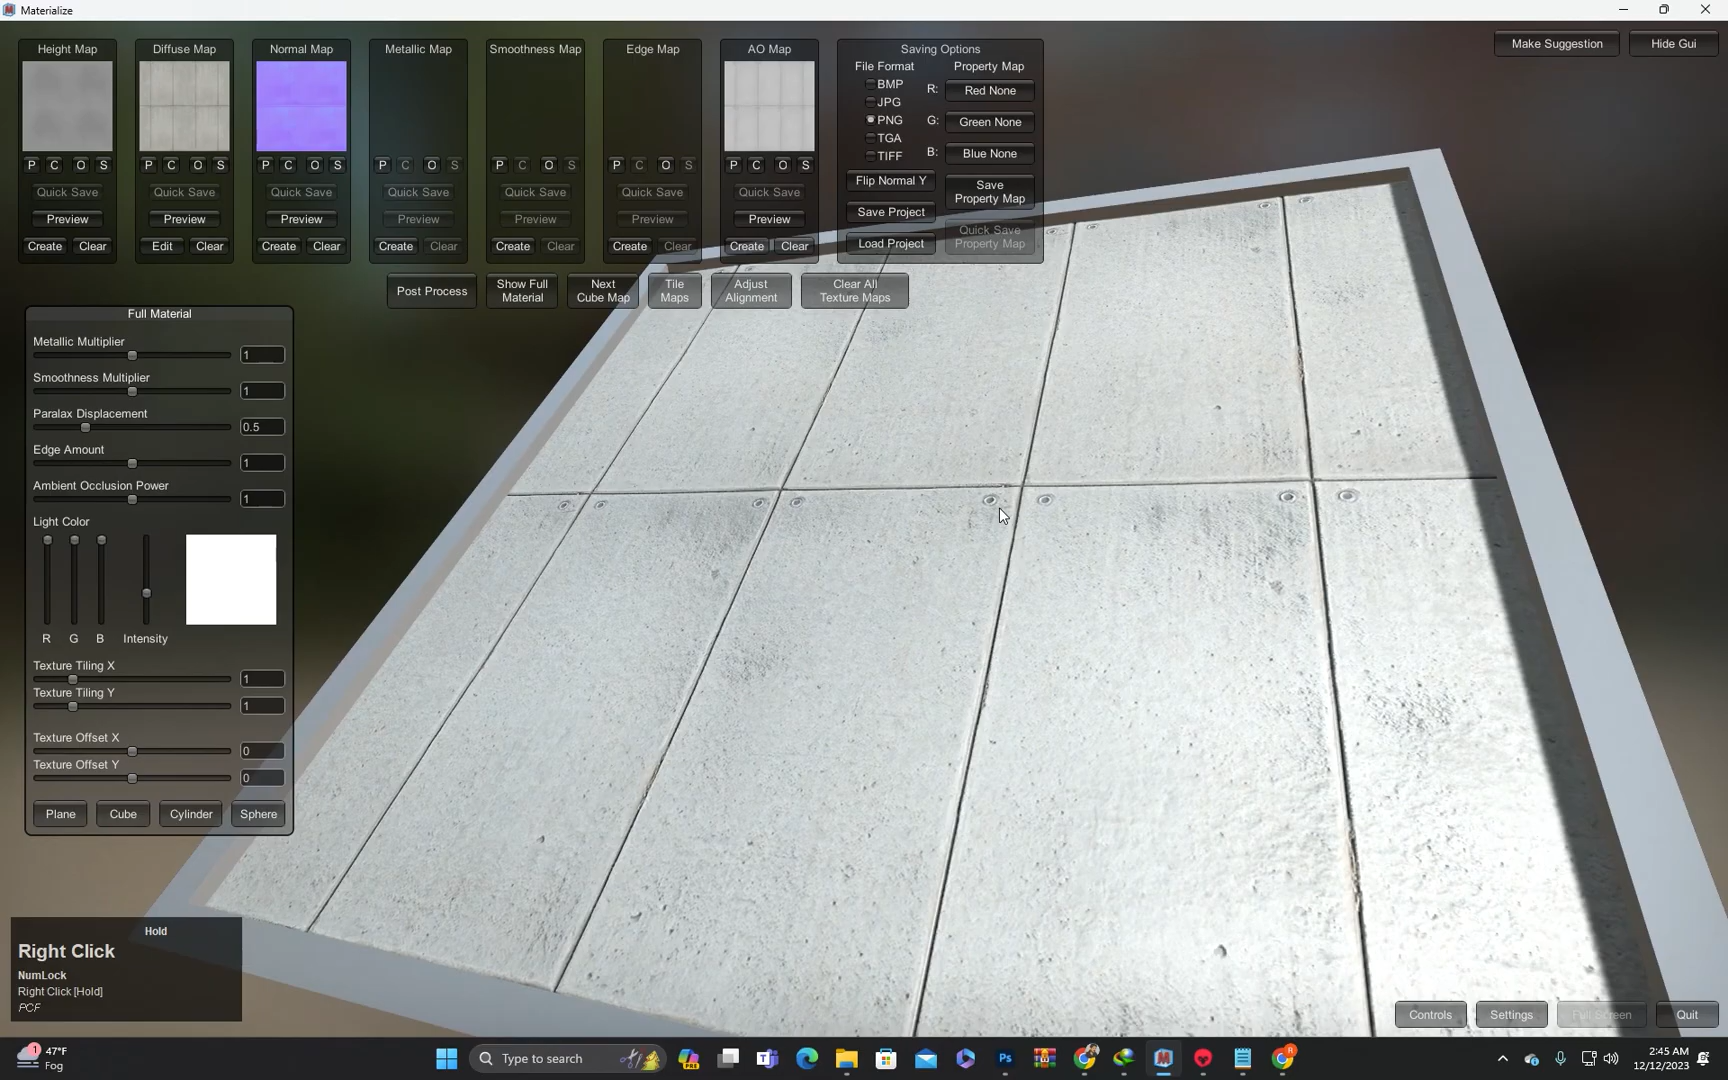 Materialize
Make Suggestion
Hide Gui
Height Map
Diffuse Map
Normal Map
Metallic Map
Smoothness Map
Edge Map
AO Map
Saving Options
File Format
Property Map
BMP
JPG
PNG
TGA
TIFF
R: Red None
G: Green None
B: Blue None
Flip Normal Y
Save Project
Load Project
Save
Property Map
Quick Save
Property Map
P C O S
P C O S
P C O S
P C O S
P C O S
P C O S
P C O S
Quick Save
Quick Save
Quick Save
Quick Save
Quick Save
Quick Save
Quick Save
Preview
Preview
Preview
Preview
Preview
Preview
Preview
Create Clear
Edit Clear
Create Clear
Create Clear
Create Clear
Create Clear
Create Clear
Post Process
Show Full
Material
Next
Cube Map
Tile
Maps
Adjust
Alignment
Clear All
Texture Maps
Full Material
Metallic Multiplier
1
Smoothness Multiplier
1
Paralax Displacement
0.5
Edge Amount
1
Ambient Occlusion Power
1
Light Color
R G B Intensity
Texture Tiling X
1
Texture Tiling Y
1
Texture Offset X
0
Texture Offset Y
0
Plane Cube Cylinder Sphere
Hold
Right Click
NumLock
Right Click [Hold]
PCF
Controls
Settings
Full Screen
Quit
1
47°F
Fog
Type to search
PRE
Ps
R
2:45 AM
12/12/2023